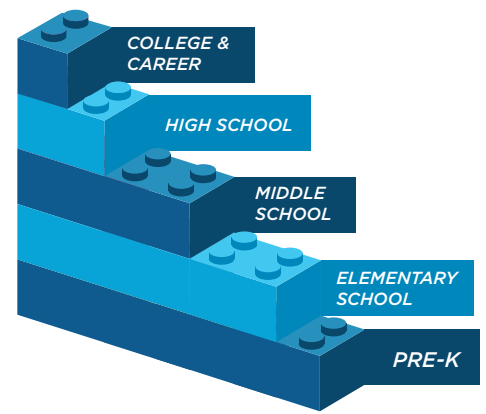 COLLEGE &
CAREER
HIGH SCHOOL
MIDDLE
SCHOOL
ELEMENTARY
SCHOOL
PRE-K